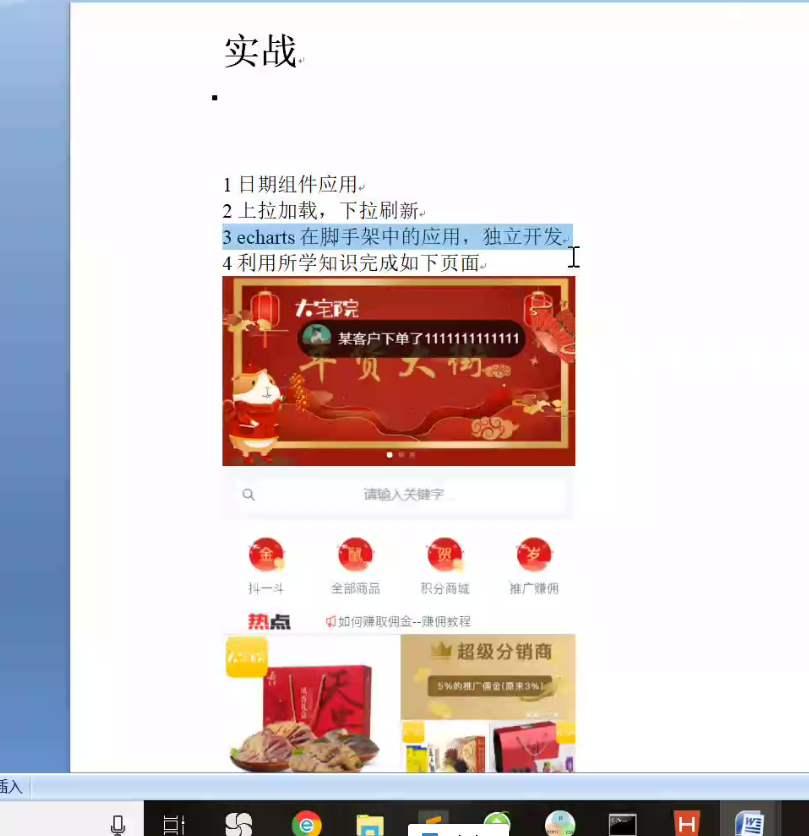 实战
1 日期组件应用
2 上拉加载，下拉刷新
3 echarts 在脚手架中的应用，独立开发
4 利用所学知识完成如下页面
大宅院
某客户下单了1111111111111
年货大街
请输入关键字
金 鼠 贺 岁
抖一斗 全部商品 积分商城 推广赚佣
热点 如何赚取佣金--赚佣教程
大宅院 超级分销商
5%的推广佣金(原来3%)
插入